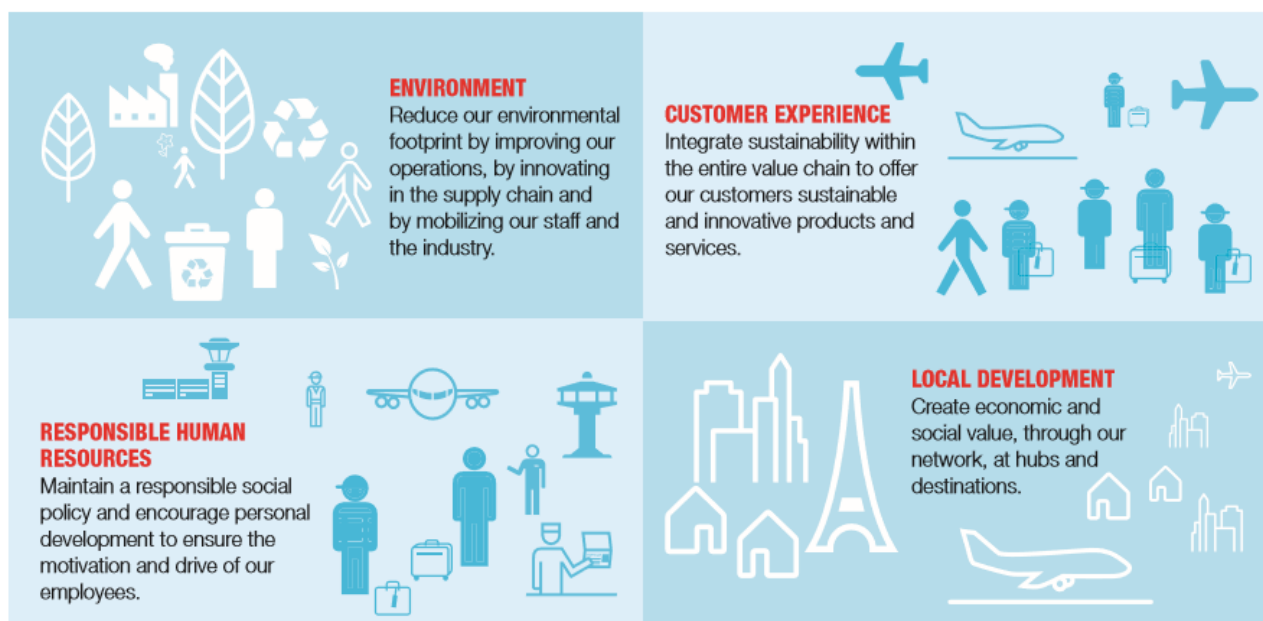 ENVIRONMENT
Reduce our environmental
footprint by improving our
operations, by innovating
in the supply chain and
by mobilizing our staff and
the industry.
CUSTOMER EXPERIENCE
Integrate sustainability within
the entire value chain to offer
our customers sustainable
and innovative products and
services.
RESPONSIBLE HUMAN
RESOURCES
Maintain a responsible social
policy and encourage personal
development to ensure the
motivation and drive of our
employees.
LOCAL DEVELOPMENT
Create economic and
social value, through our
network, at hubs and
destinations.